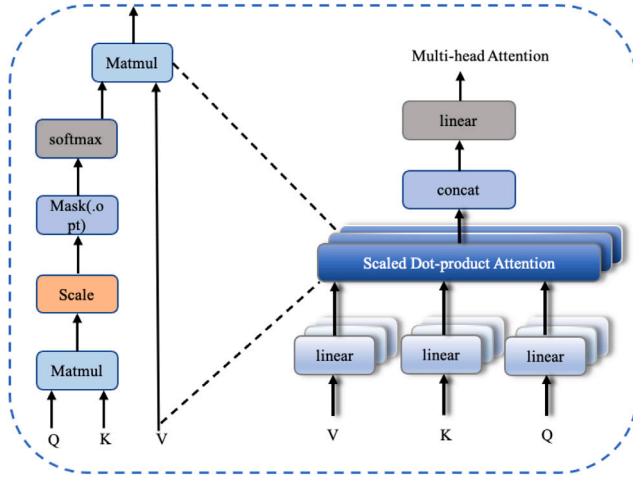 Matmul
softmax
Mask(.o
pt)
Scale
Matmul
Q
K
V
Multi-head Attention
linear
concat
Scaled Dot-product Attention
linear
linear
linear
V
K
Q